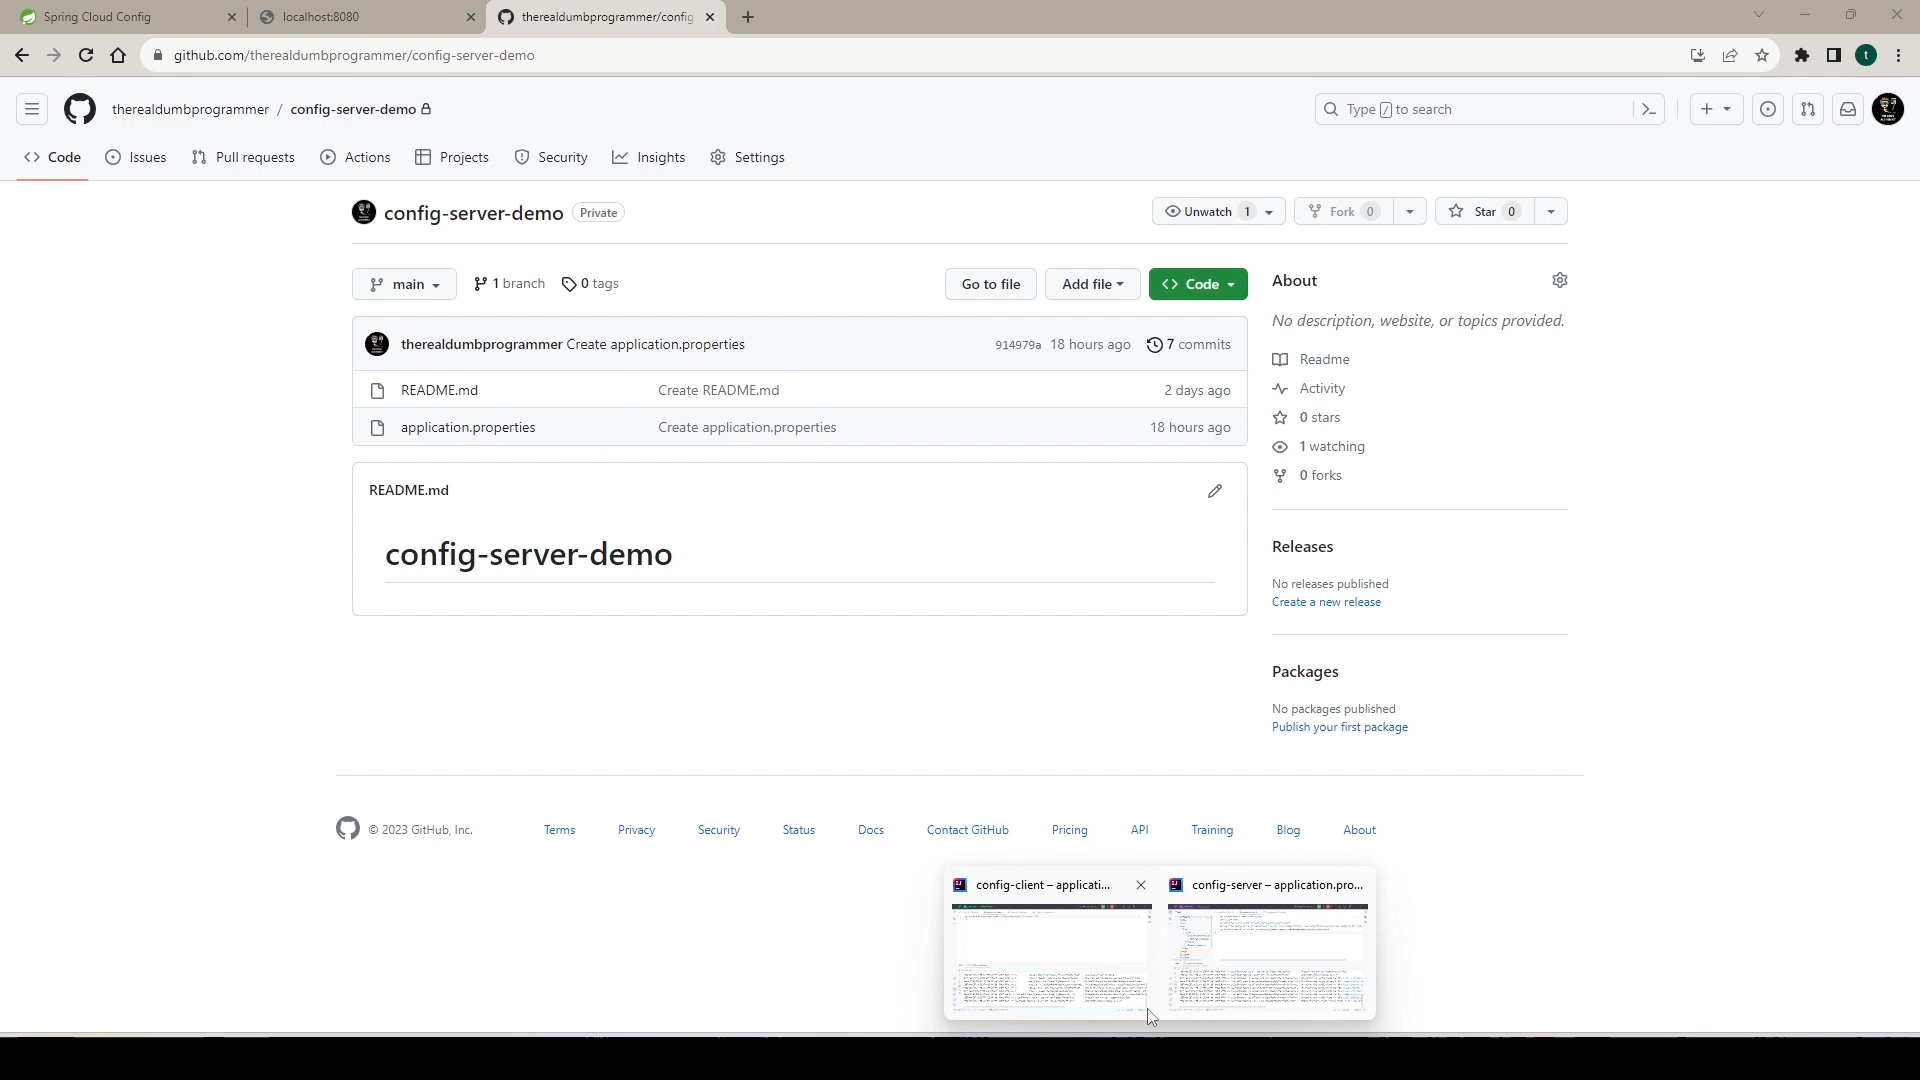 Spring Cloud Config
localhost:8080
therealdumbprogrammer/config
github.com/therealdumbprogrammer/config-server-demo
t
therealdumbprogrammer / config-server-demo
Type / to search
Code
Issues
Pull requests
Actions
Projects
Security
Insights
Settings
config-server-demo Private
Unwatch 1
Fork 0
Star 0
main
1 branch
0 tags
Go to file
Add file
Code
therealdumbprogrammer Create application.properties
914979a 18 hours ago
7 commits
README.md
Create README.md
2 days ago
application.properties
Create application.properties
18 hours ago
README.md
config-server-demo
About
No description, website, or topics provided.
Readme
Activity
0 stars
1 watching
0 forks
Releases
No releases published
Create a new release
Packages
No packages published
Publish your first package
© 2023 GitHub, Inc.
Terms
Privacy
Security
Status
Docs
Contact GitHub
Pricing
API
Training
Blog
About
config-client – applicati...
config-server – application.pro...